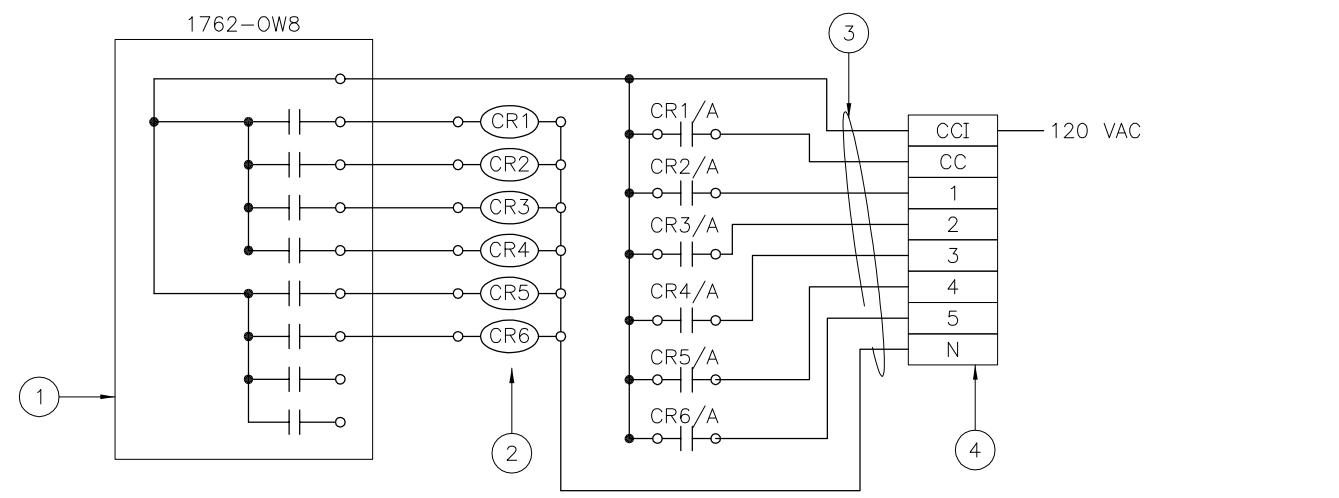 1762-OW8
3
CR1/A
CR1
CCI
120 VAC
CC
CR2
CR2/A
1
CR3
CR3/A
2
CR4
3
CR5
CR4/A
4
5
CR6
N
CR5/A
1
CR6/A
2
4